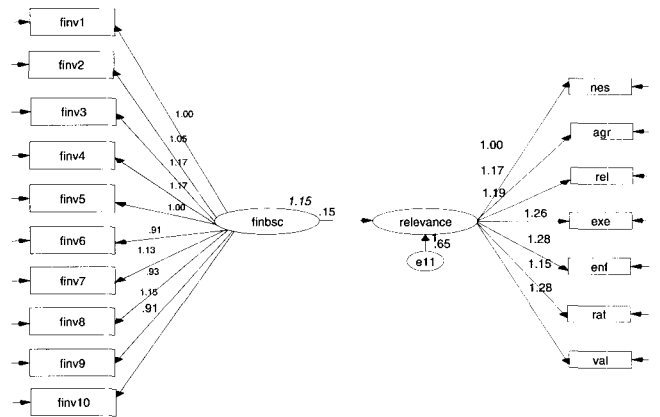 finv1
finv2
finv3
finv4
finv5
finv6
finv7
finv8
finv9
finv10
1.00
1.05
1.17
1.17
1.00
.91
1.13
.93
1.15
.91
1.15
finbsc
.15
relevance
.65
e11
1.00
1.17
1.19
1.26
1.28
1.15
1.28
nes
agr
rel
exe
enf
rat
val